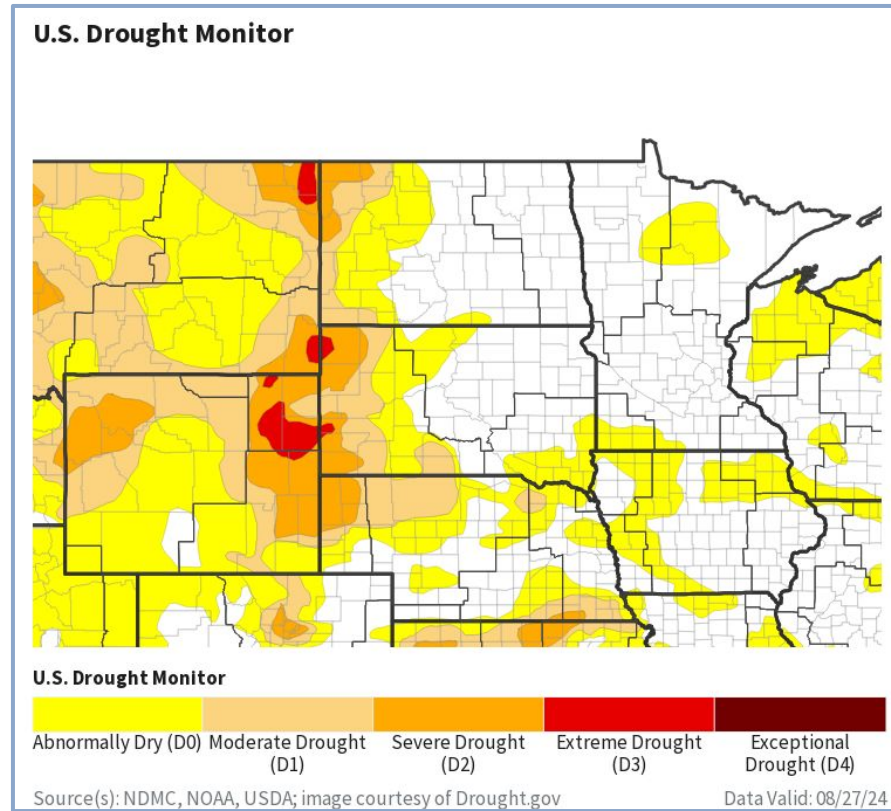 U.S. Drought Monitor
U.S. Drought Monitor
Abnormally Dry (D0)
Moderate Drought
(D1)
Severe Drought
(D2)
Extreme Drought
(D3)
Exceptional
Drought (D4)
Source(s): NDMC, NOAA, USDA; image courtesy of Drought.gov
Data Valid: 08/27/24